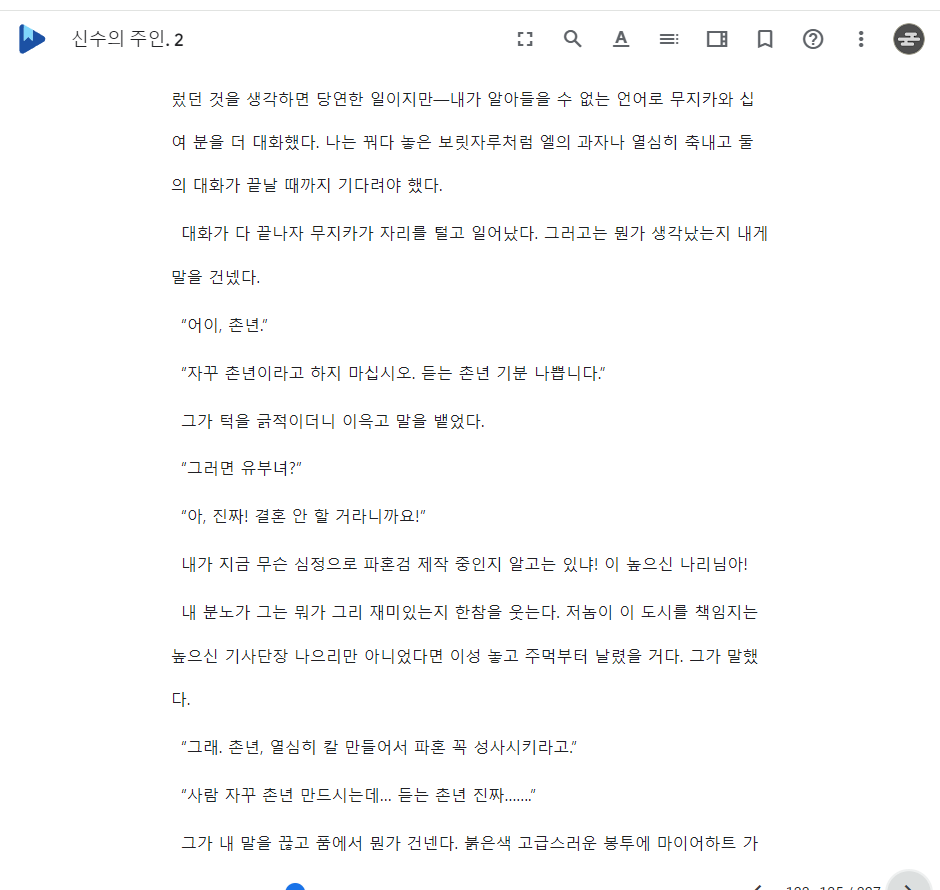 신수의 주인. 2
렀던 것을 생각하면 당연한 일이지만—내가 알아들을 수 없는 언어로 무지카와 십
여 분을 더 대화했다. 나는 꿔다 놓은 보릿자루처럼 엘의 과자나 열심히 축내고 둘
의 대화가 끝날 때까지 기다려야 했다.
대화가 다 끝나자 무지카가 자리를 털고 일어났다. 그러고는 뭔가 생각났는지 내게
말을 건넸다.
“어이, 촌년.”
“자꾸 촌년이라고 하지 마십시오. 듣는 촌년 기분 나쁩니다.”
그가 턱을 긁적이더니 이윽고 말을 뱉었다.
“그러면 유부녀?”
“아, 진짜! 결혼 안 할 거라니까요!”
내가 지금 무슨 심정으로 파혼검 제작 중인지 알고는 있냐! 이 높으신 나리님아!
내 분노가 그는 뭐가 그리 재미있는지 한참을 웃는다. 저놈이 이 도시를 책임지는
높으신 기사단장 나으리만 아니었다면 이성 놓고 주먹부터 날렸을 거다. 그가 말했
다.
“그래. 촌년, 열심히 칼 만들어서 파혼 꼭 성사시키라고.”
“사람 자꾸 촌년 만드시는데... 듣는 촌년 진짜.......”
그가 내 말을 끊고 품에서 뭔가 건넨다. 붉은색 고급스러운 봉투에 마이어하트 가